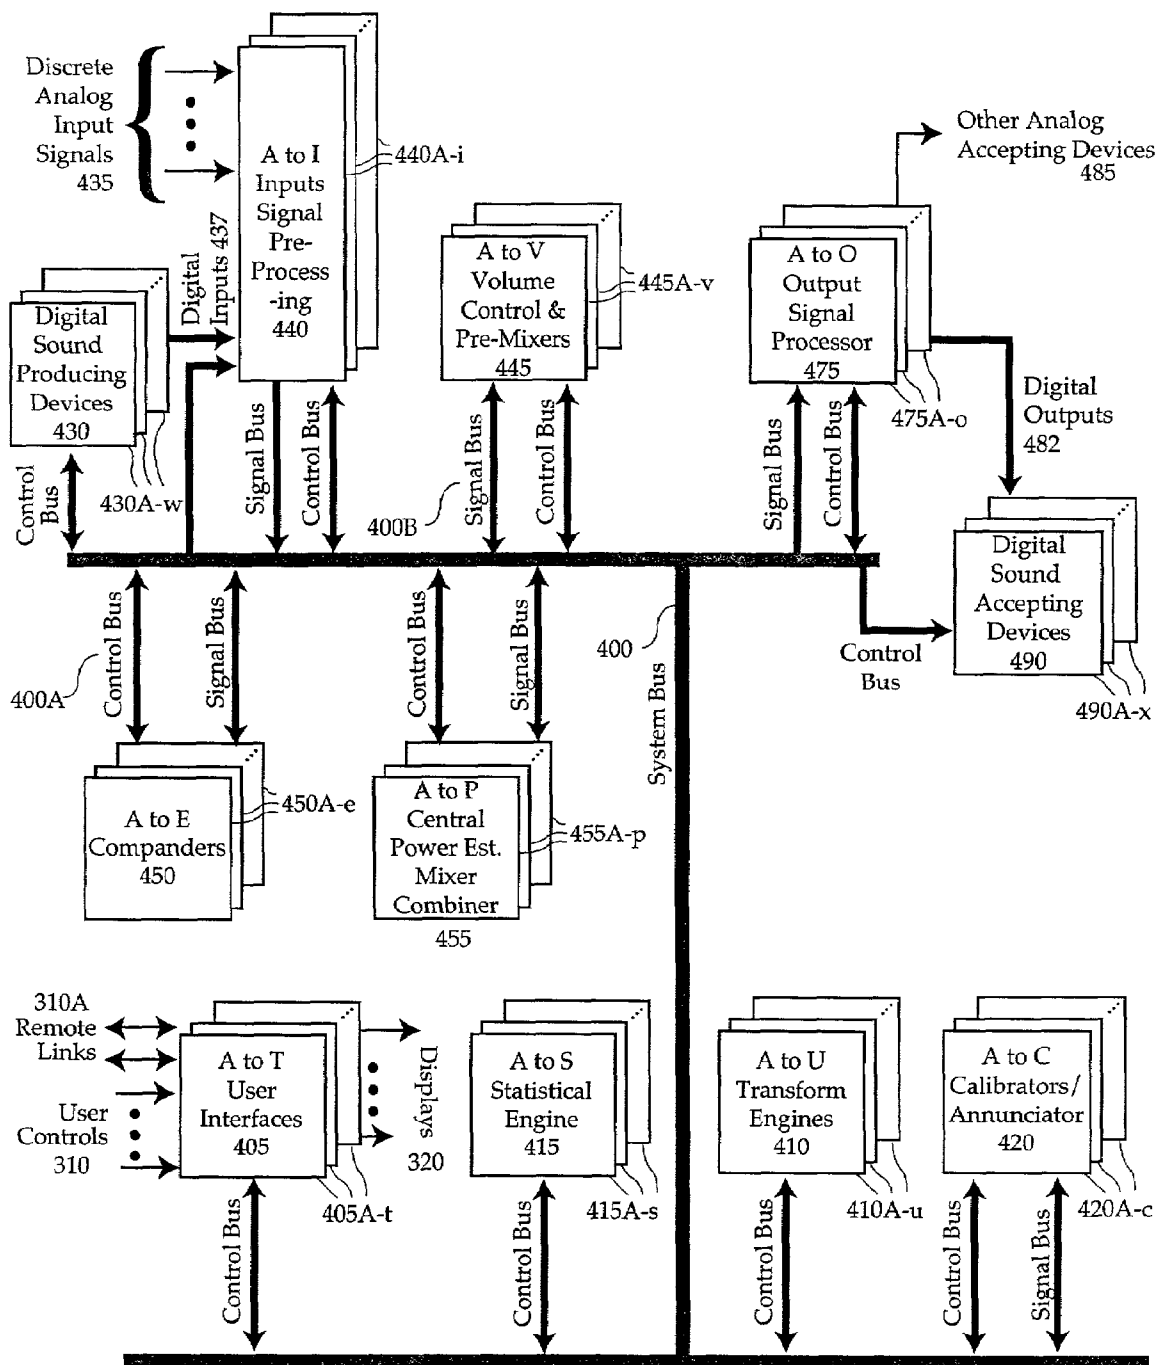 Discrete
Analog
Input
Signals
435
A to I
Inputs
Signal
Pre-
Process
-ing
440
440A-i
Digital
Inputs 437
Digital
Sound
Producing
Devices
430
430A-w
Control
Bus
Signal Bus
Control Bus
A to V
Volume
Control &
Pre-Mixers
445
445A-v
400B
Signal Bus
Control Bus
Other Analog
Accepting Devices
485
A to O
Output
Signal
Processor
475
475A-o
Signal Bus
Control Bus
Digital
Outputs
482
Digital
Sound
Accepting
Devices
490
490A-x
Control
Bus
400A
Control Bus
Signal Bus
Control Bus
Signal Bus
400
System Bus
A to E
Companders
450
450A-e
A to P
Central
Power Est.
Mixer
Combiner
455
455A-p
310A
Remote
Links
User
Controls
310
A to T
User
Interfaces
405
405A-t
Displays
320
Control Bus
A to S
Statistical
Engine
415
415A-s
Control Bus
A to U
Transform
Engines
410
410A-u
Control Bus
A to C
Calibrators/
Annunciator
420
420A-c
Control Bus
Signal Bus